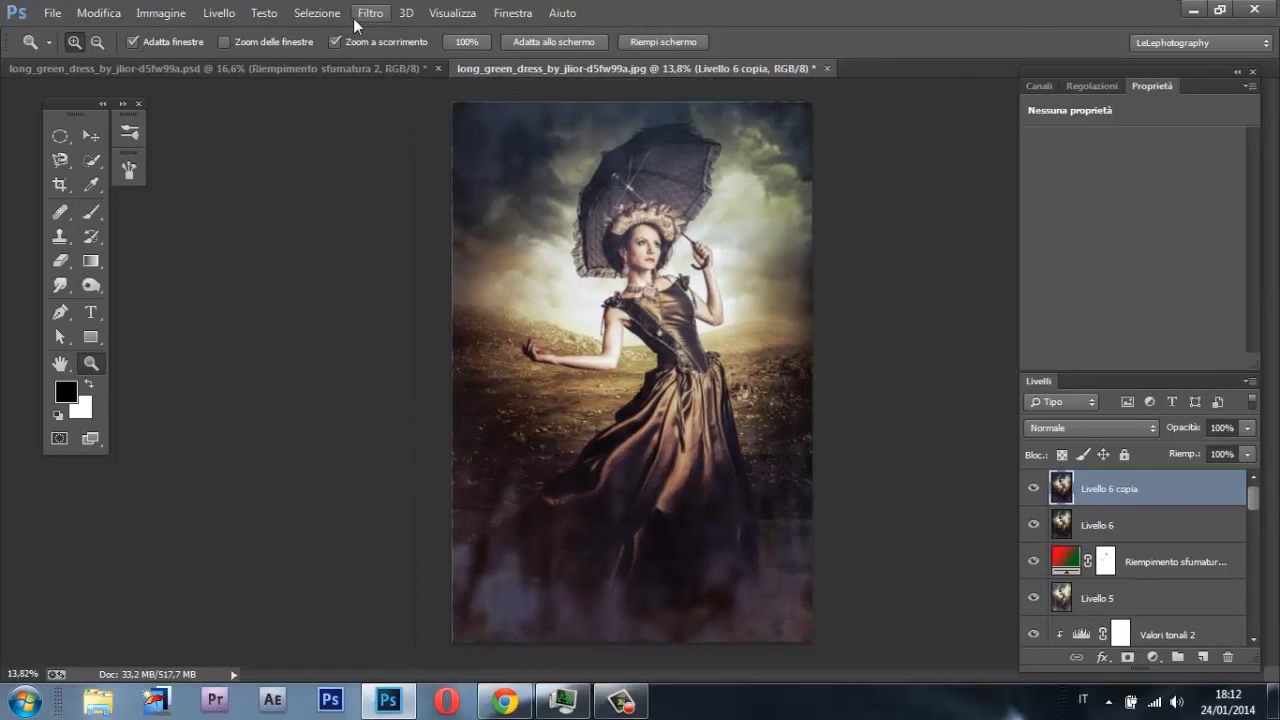 Ps File Modifica Immagine Livello Testo Selezione Filtro 3D Visualizza Finestra Aiuto
Adatta finestre Zoom delle finestre Zoom a scorrimento 100% Adatta allo schermo Riempi schermo LeLephotography
long_green_dress_by_jlior-d5fw99a.psd @ 16,6% (Riempimento sfumatura 2, RGB/8) * × long_green_dress_by_jlior-d5fw99a.jpg @ 13,8% (Livello 6 copia, RGB/8) * ×
Canali Regolazioni Proprietà
Nessuna proprietà
Livelli
Tipo
Normale Opacità: 100%
Bloc.: Riemp.: 100%
Livello 6 copia
Livello 6
Riempimento sfumatur...
Livello 5
Valori tonali 2
13,82% Doc: 33,2 MB/517,7 MB
Pr AE Ps Ps IT 18:12
24/01/2014